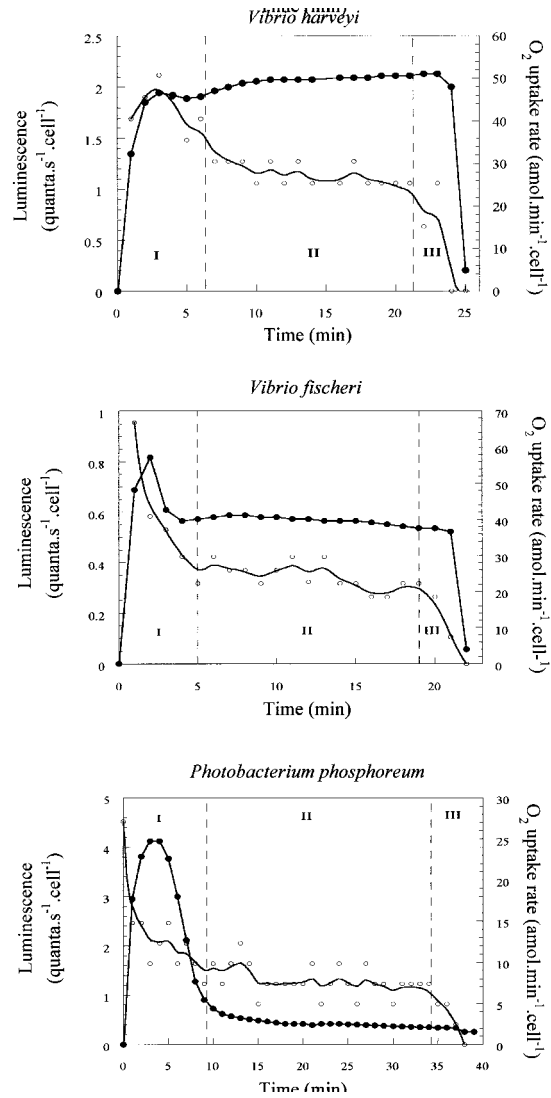 Vibrio harveyi
2.5
2
1.5
1
0.5
0
60
50
40
30
20
10
0
Luminescence
(quanta.s⁻¹.cell⁻¹)
O₂ uptake rate (amol.min⁻¹.cell⁻¹)
I
II
III
0 5 10 15 20 25
Time (min)
Vibrio fischeri
1
0.8
0.6
0.4
0.2
0
70
60
50
40
30
20
10
0
Luminescence
(quanta.s⁻¹.cell⁻¹)
O₂ uptake rate (amol.min⁻¹.cell-¹)
I
II
III
0 5 10 15 20
Time (min)
Photobacterium phosphoreum
5
4
3
2
1
0
30
25
20
15
10
5
0
Luminescence
(quanta.s⁻¹.cell⁻¹)
O₂ uptake rate (amol.min⁻¹.cell⁻¹)
I
II
III
0 5 10 15 20 25 30 35 40
Time (min)